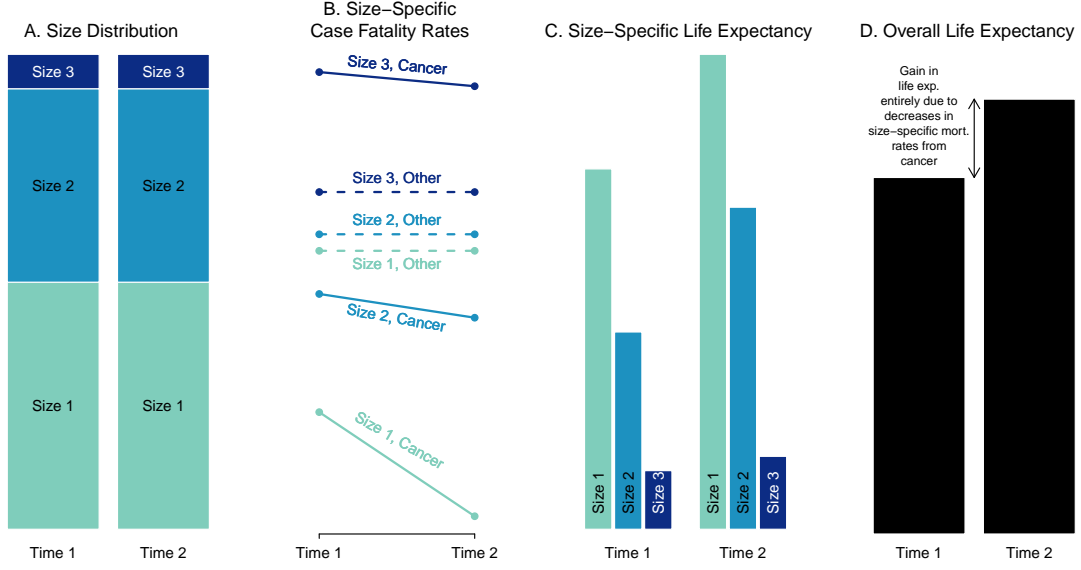 A. Size Distribution
Size 3
Size 3
Size 2
Size 2
Size 1
Size 1
Time 1
Time 2
B. Size−Specific
Case Fatality Rates
Size 3, Cancer
Size 3, Other
Size 2, Other
Size 1, Other
Size 2, Cancer
Size 1, Cancer
Time 1
Time 2
C. Size−Specific Life Expectancy
Size 1
Size 2
Size 3
Size 1
Size 2
Size 3
Time 1
Time 2
D. Overall Life Expectancy
Gain in
life exp.
entirely due to
decreases in
size−specific mort.
rates from
cancer
Time 1
Time 2